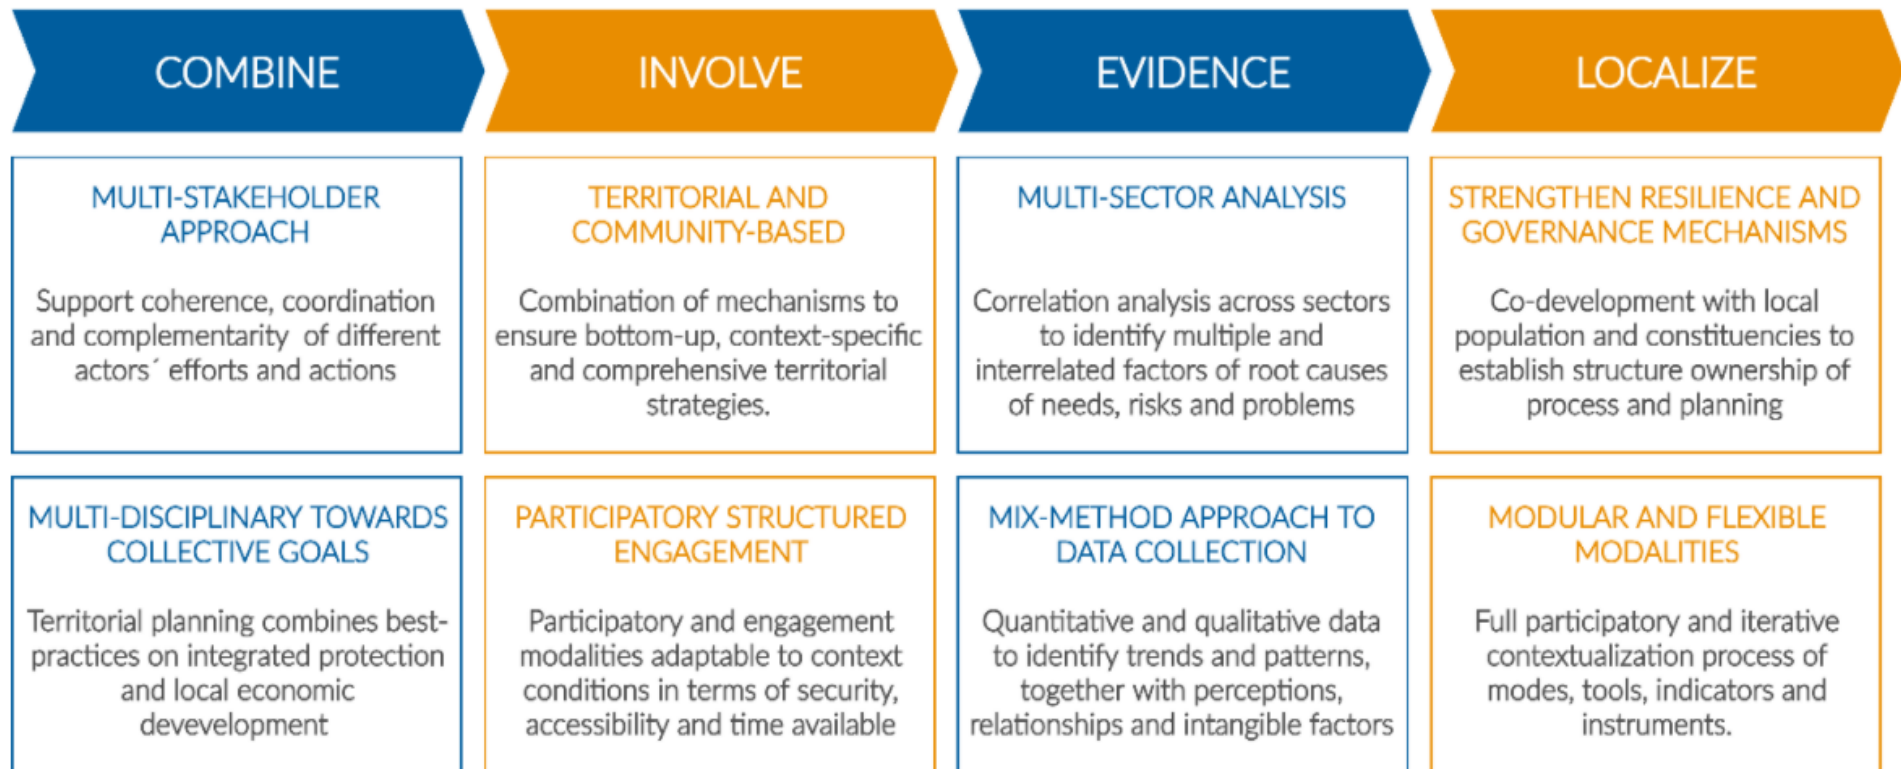 COMBINE
INVOLVE
EVIDENCE
LOCALIZE
MULTI-STAKEHOLDER
APPROACH
Support coherence, coordination
and complementarity of different
actors´ efforts and actions
TERRITORIAL AND
COMMUNITY-BASED
Combination of mechanisms to
ensure bottom-up, context-specific
and comprehensive territorial
strategies.
MULTI-SECTOR ANALYSIS
Correlation analysis across sectors
to identify multiple and
interrelated factors of root causes
of needs, risks and problems
STRENGTHEN RESILIENCE AND
GOVERNANCE MECHANISMS
Co-development with local
population and constituencies to
establish structure ownership of
process and planning
MULTI-DISCIPLINARY TOWARDS
COLLECTIVE GOALS
Territorial planning combines best-
practices on integrated protection
and local economic
devevelopment
PARTICIPATORY STRUCTURED
ENGAGEMENT
Participatory and engagement
modalities adaptable to context
conditions in terms of security,
accessibility and time available
MIX-METHOD APPROACH TO
DATA COLLECTION
Quantitative and qualitative data
to identify trends and patterns,
together with perceptions,
relationships and intangible factors
MODULAR AND FLEXIBLE
MODALITIES
Full participatory and iterative
contextualization process of
modes, tools, indicators and
instruments.